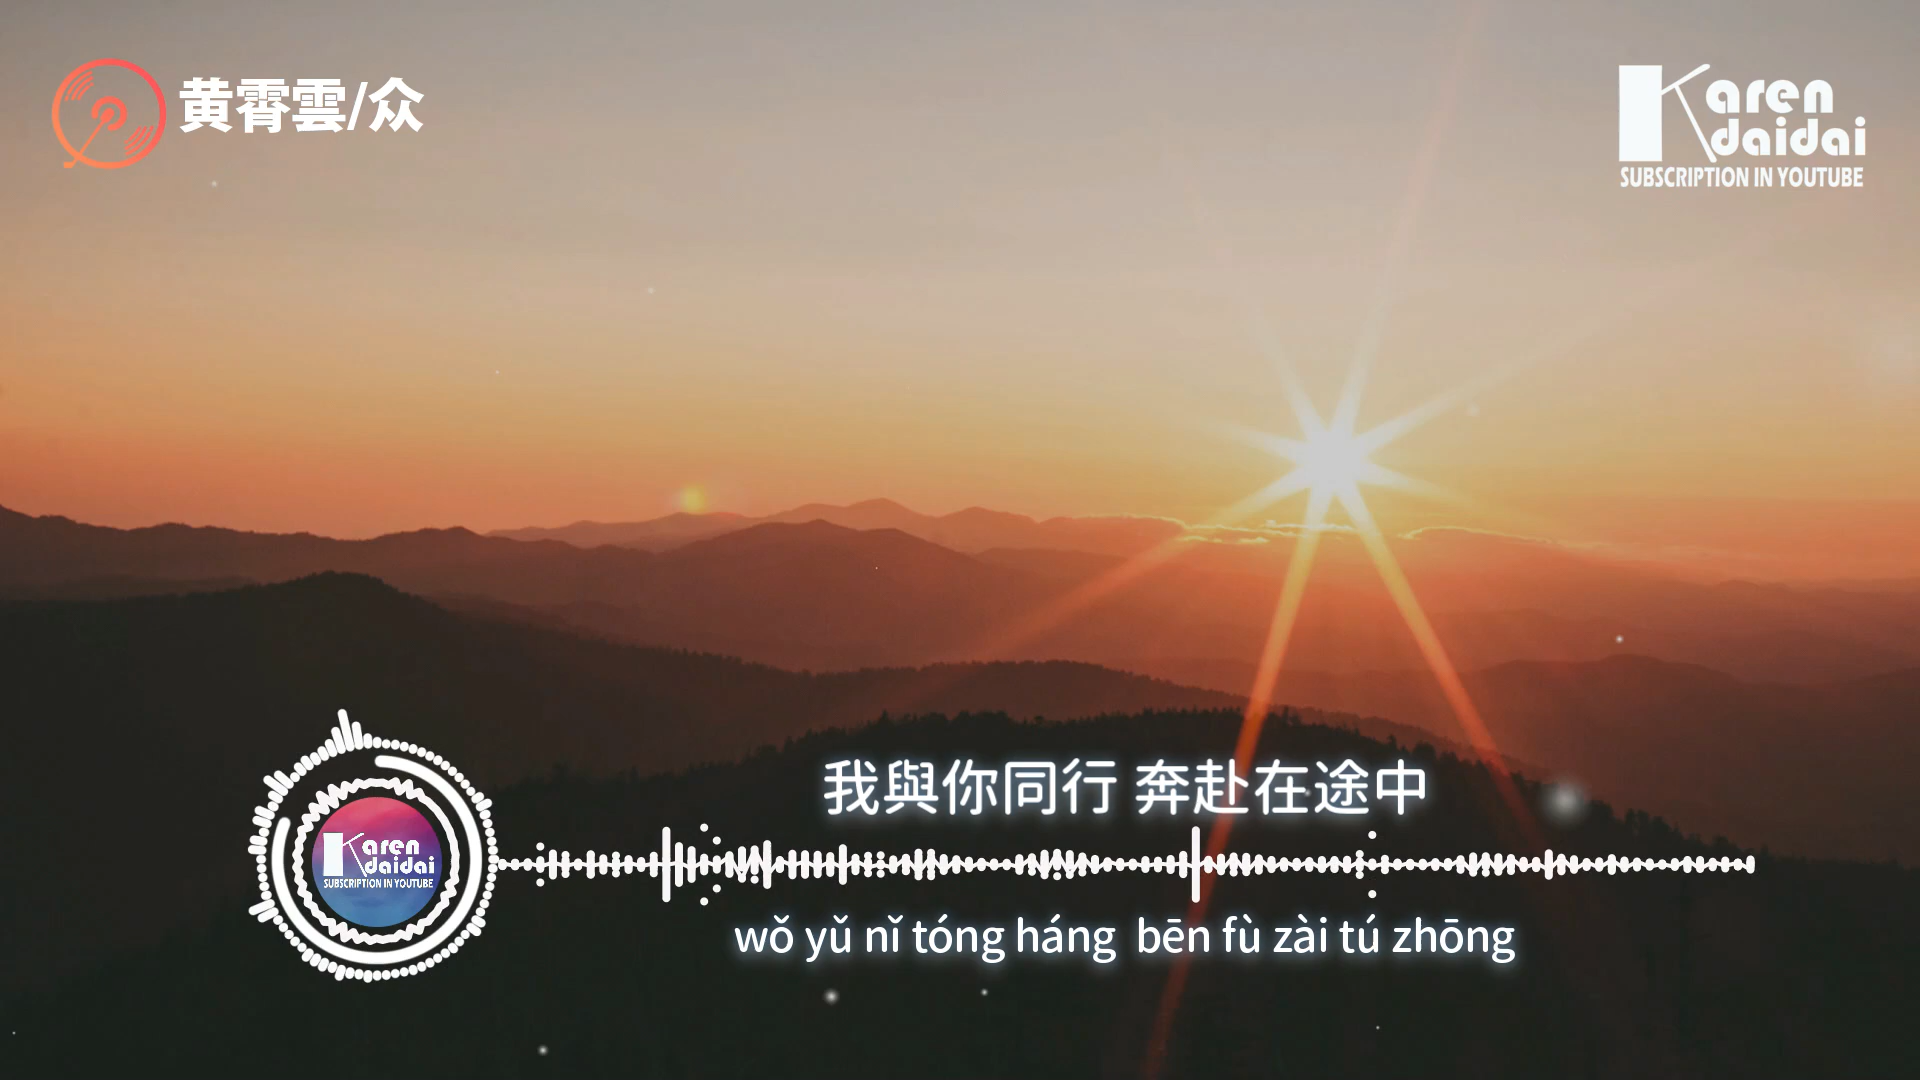 黄霄雲/众
Karen
daidai
SUBSCRIPTION IN YOUTUBE
我與你同行 奔赴在途中
Karen
daidai
SUBSCRIPTION IN YOUTUBE
wǒ yǔ nǐ tóng háng  bēn fù zài tú zhōng